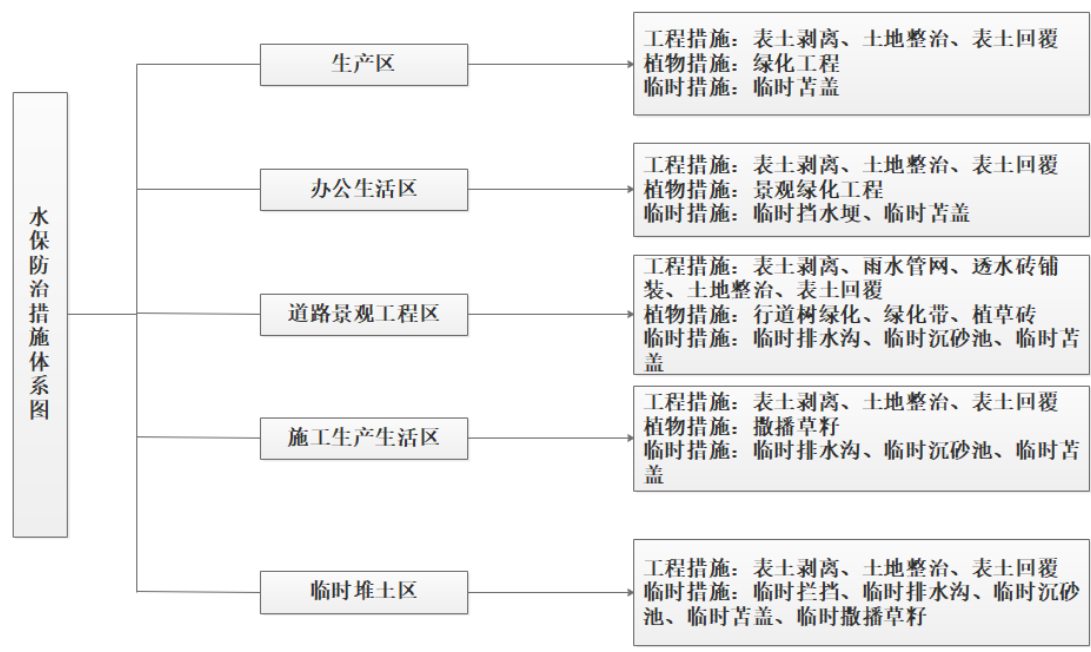 水保防治措施体系图
生产区
工程措施：表土剥离、土地整治、表土回覆
植物措施：绿化工程
临时措施：临时苫盖
办公生活区
工程措施：表土剥离、土地整治、表土回覆
植物措施：景观绿化工程
临时措施：临时挡水埂、临时苫盖
道路景观工程区
工程措施：表土剥离、雨水管网、透水砖铺
装、土地整治、表土回覆
植物措施：行道树绿化、绿化带、植草砖
临时措施：临时排水沟、临时沉砂池、临时苫
盖
施工生产生活区
工程措施：表土剥离、土地整治、表土回覆
植物措施：撒播草籽
临时措施：临时排水沟、临时沉砂池、临时苫
盖
临时堆土区
工程措施：表土剥离、土地整治、表土回覆
临时措施：临时拦挡、临时排水沟、临时沉砂
池、临时苫盖、临时撒播草籽